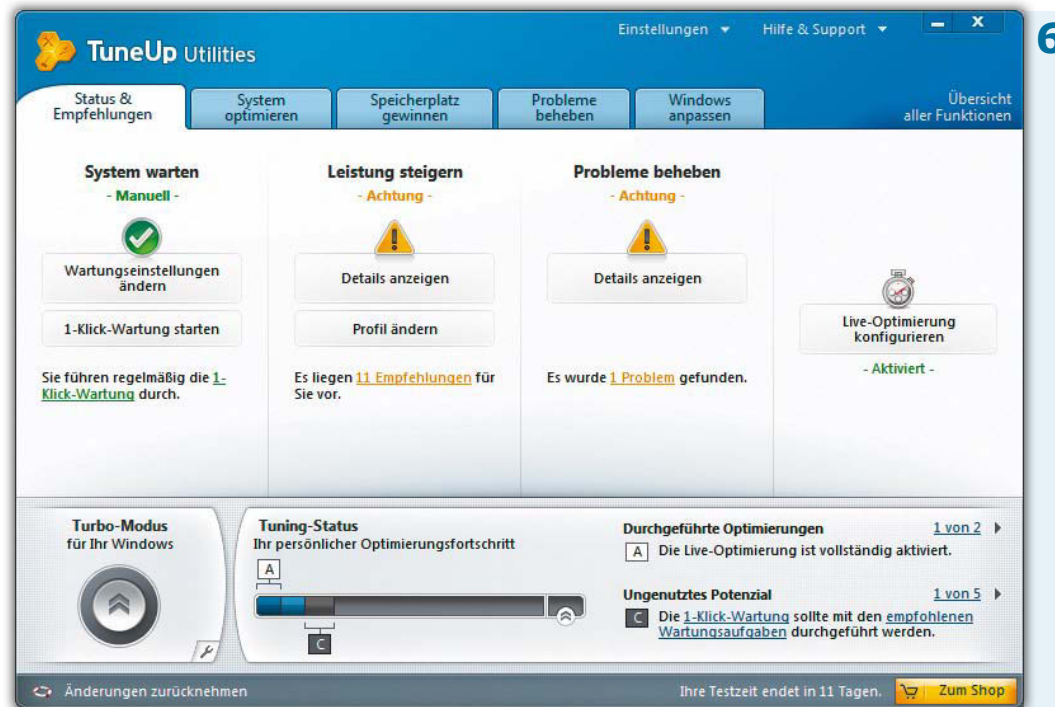 Einstellungen
Hilfe & Support
6
TuneUp Utilities
Status &
Empfehlungen
System
optimieren
Speicherplatz
gewinnen
Probleme
beheben
Windows
anpassen
Übersicht
aller Funktionen
System warten
- Manuell -
Wartungseinstellungen
ändern
1-Klick-Wartung starten
Sie führen regelmäßig die 1-
Klick-Wartung durch.
Leistung steigern
- Achtung -
Details anzeigen
Profil ändern
Es liegen 11 Empfehlungen für
Sie vor.
Probleme beheben
- Achtung -
Details anzeigen
Es wurde 1 Problem gefunden.
Live-Optimierung
konfigurieren
- Aktiviert -
Turbo-Modus
für Ihr Windows
Tuning-Status
Ihr persönlicher Optimierungsfortschritt
A
C
Durchgeführte Optimierungen 1 von 2
A Die Live-Optimierung ist vollständig aktiviert.
Ungenutztes Potenzial 1 von 5
C Die 1-Klick-Wartung sollte mit den empfohlenen
Wartungsaufgaben durchgeführt werden.
Änderungen zurücknehmen
Ihre Testzeit endet in 11 Tagen.
Zum Shop